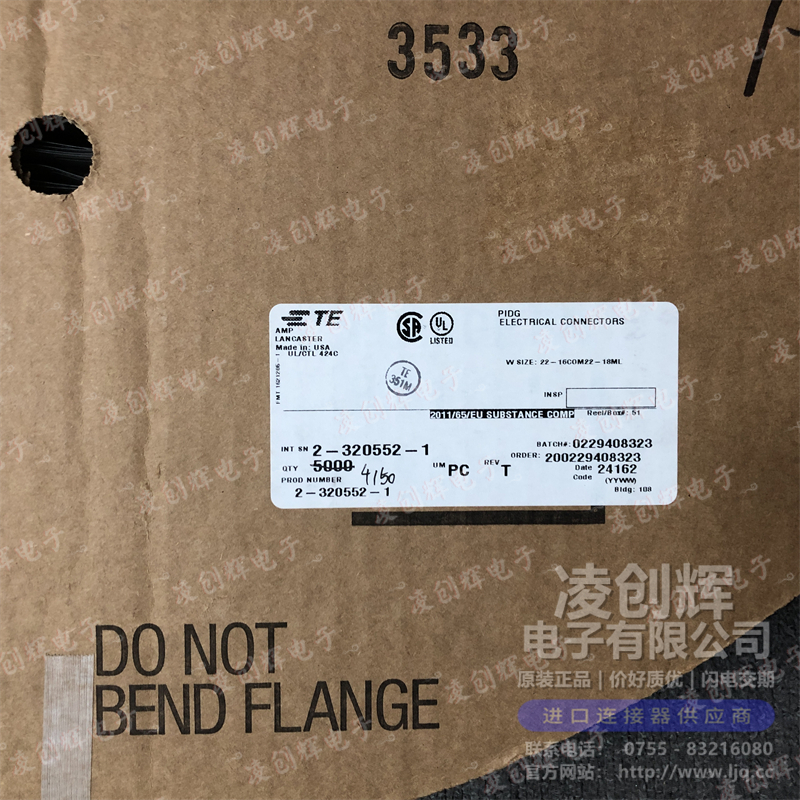 3533
TE
AMP
LANCASTER
Made in: USA
UL/CTL 424C
FMT 1621205-1
SA
UL
LISTED
PIDG
ELECTRICAL CONNECTORS
W SIZE: 22-16COM22-18ML
TE
351M
INSP
2011/65/EU SUBSTANCE COMP
Reel/Box#: 51
INT SN 2-320552-1
BATCH#: 0229408323
QTY 5000 4150
UM PC
REV T
ORDER: 200229408323
Date 24162
Code (YYWW)
PROD NUMBER
2-320552-1
Bldg: 108
DO NOT
BEND FLANGE
凌创辉电子
凌创辉
电子有限公司
原装正品 | 价好质优 | 闪电交期
进口连接器供应商
联系电话: 0755 - 83216080
官方网站: http://www.ljq.cc